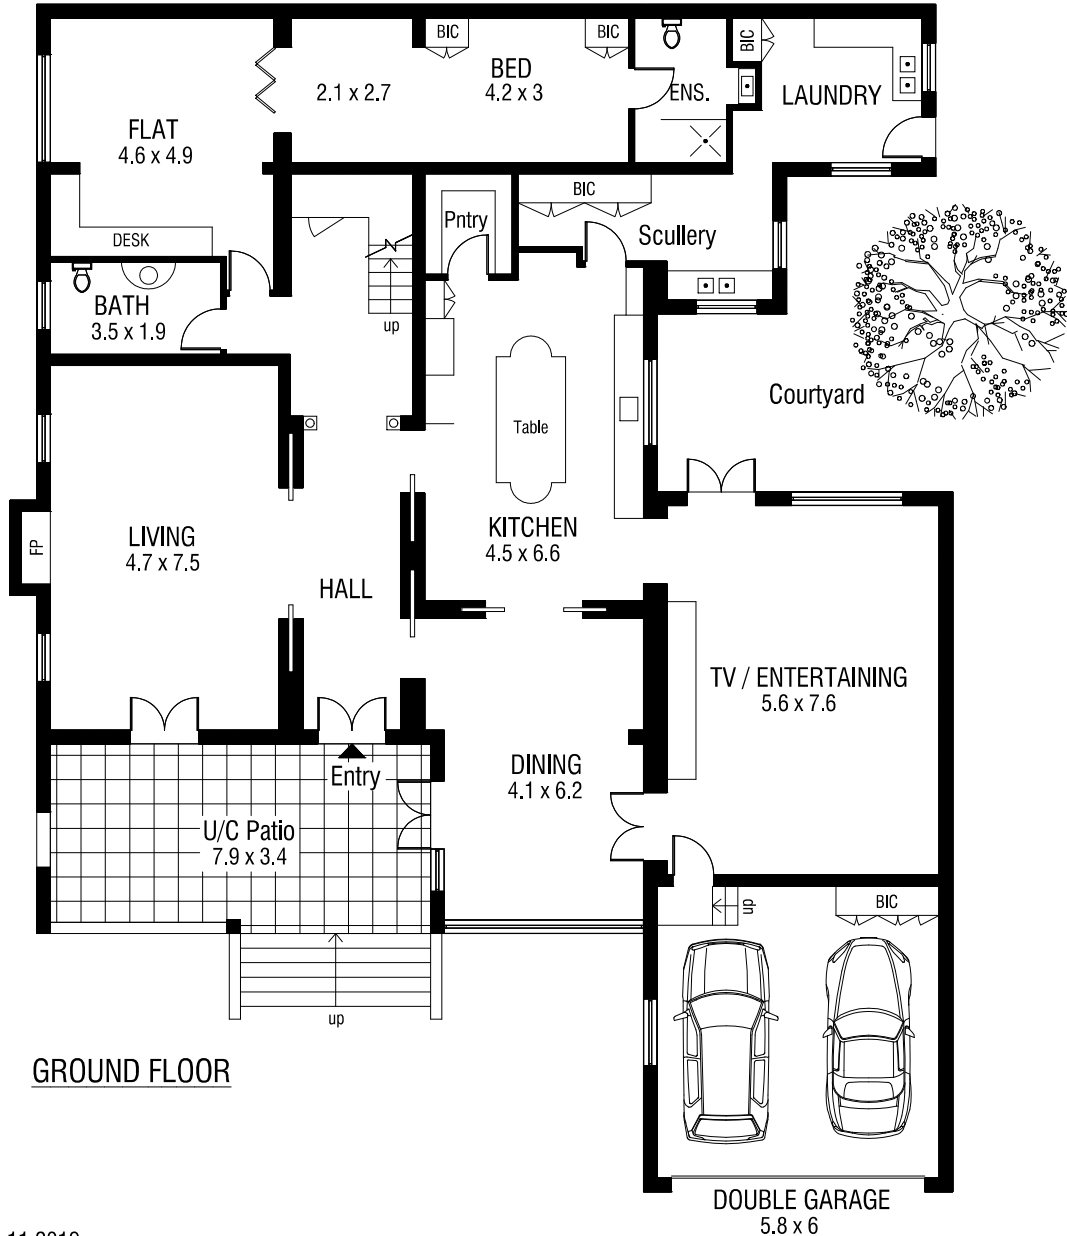 BIC
BIC
BIC
BED
4.2 x 3
2.1 x 2.7
ENS.
LAUNDRY
FLAT
4.6 x 4.9
BIC
Pntry
Scullery
DESK
BATH
3.5 x 1.9
up
Courtyard
Table
LIVING
4.7 x 7.5
FP
HALL
KITCHEN
4.5 x 6.6
TV / ENTERTAINING
5.6 x 7.6
Entry
DINING
4.1 x 6.2
U/C Patio
7.9 x 3.4
up
BIC
up
GROUND FLOOR
DOUBLE GARAGE
5.8 x 6